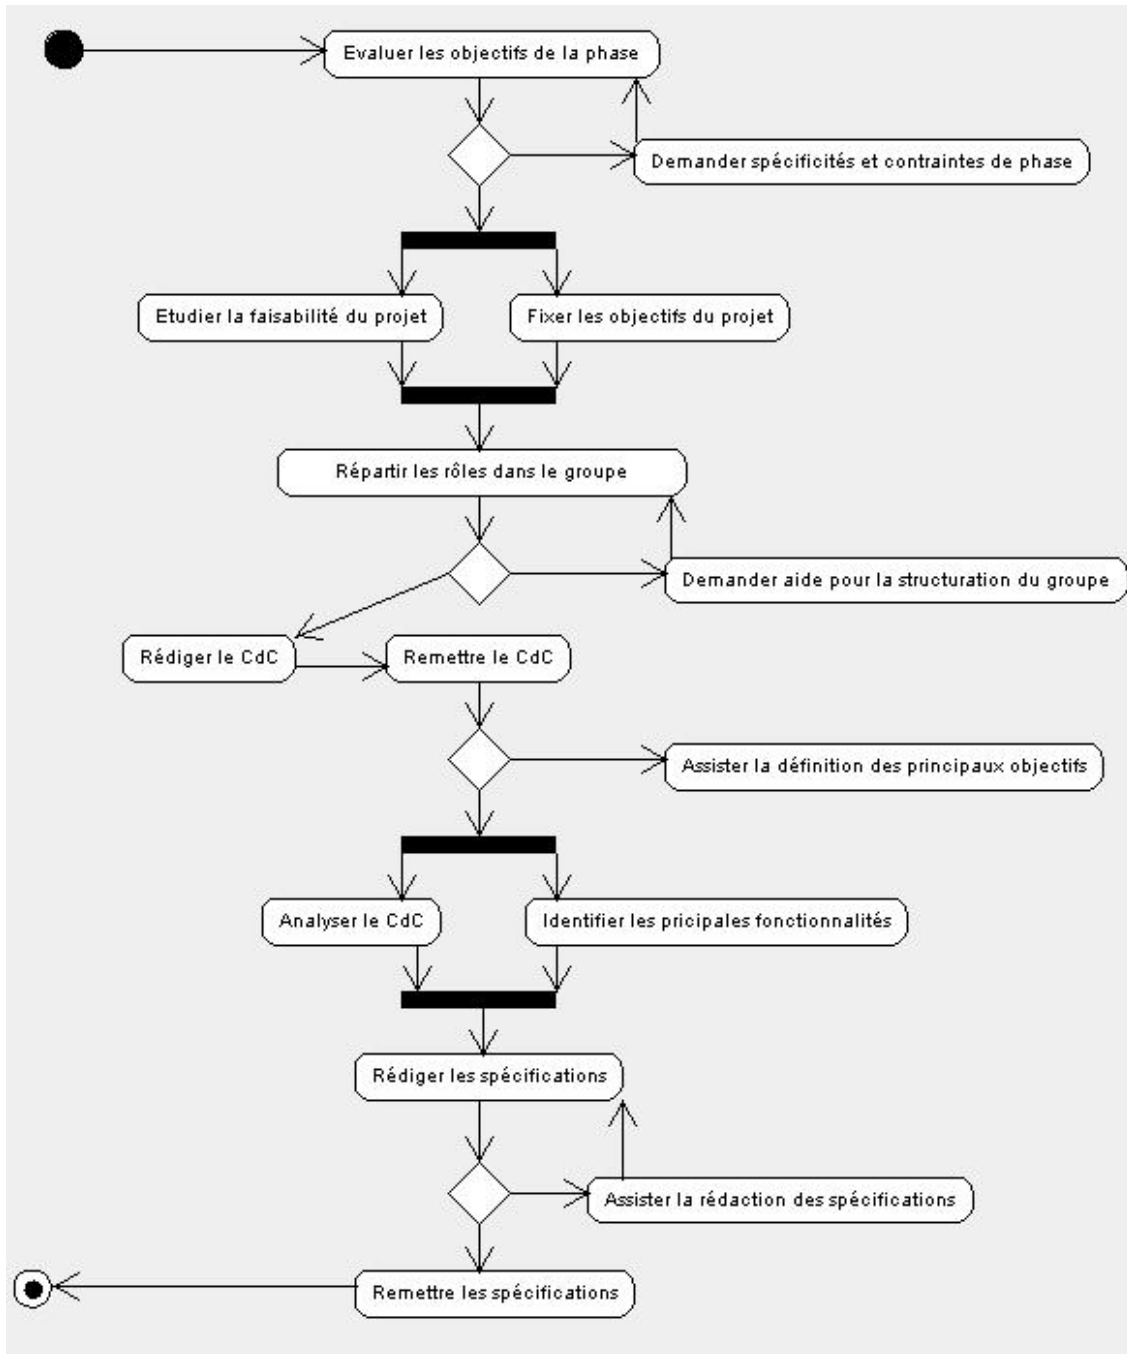 Evaluer les objectifs de la phase
Demander spécificités et contraintes de phase
Etudier la faisabilité du projet
Fixer les objectifs du projet
Répartir les rôles dans le groupe
Demander aide pour la structuration du groupe
Rédiger le CdC
Remettre le CdC
Assister la définition des principaux objectifs
Analyser le CdC
Identifier les pricipales fonctionnalités
Rédiger les spécifications
Assister la rédaction des spécifications
Remettre les spécifications